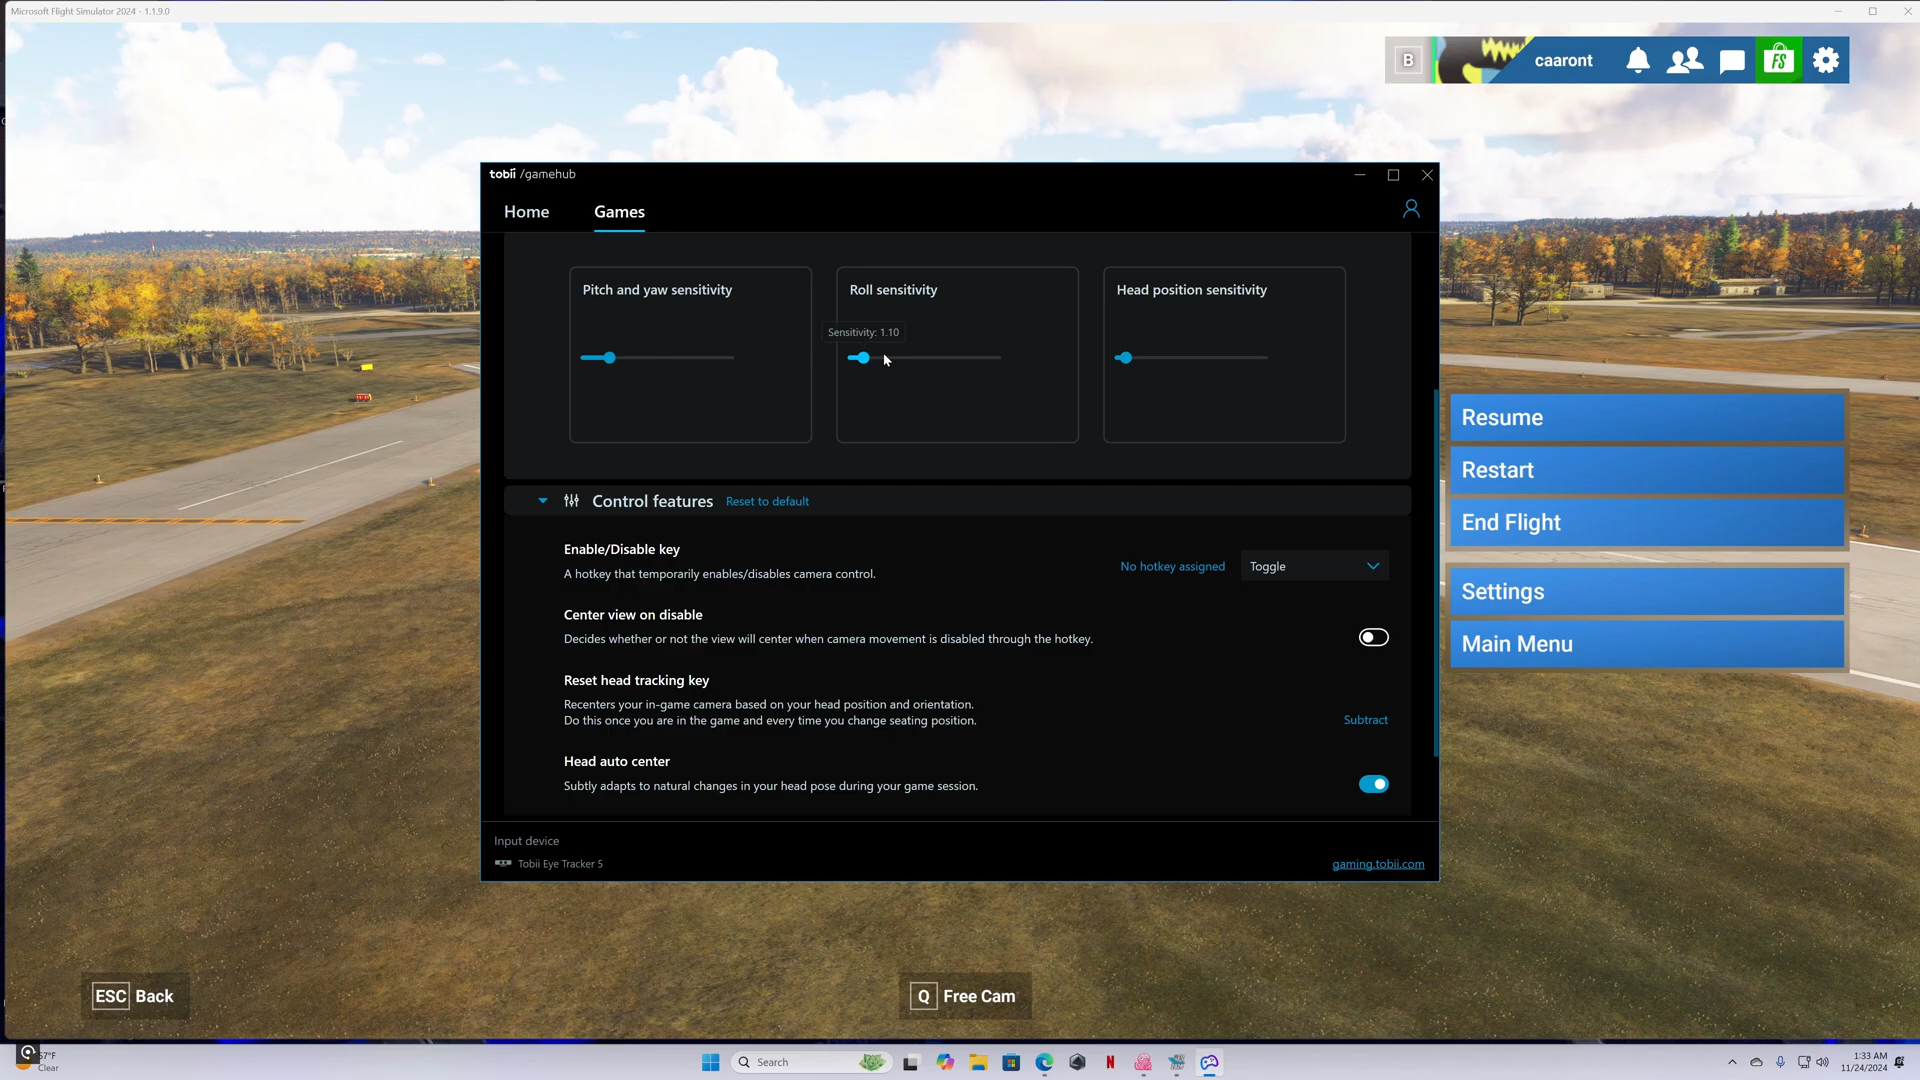 Microsoft Flight Simulator 2024 - 1.1.9.0
B caaront FS
tobii /gamehub
Home Games
Pitch and yaw sensitivity
Roll sensitivity
Head position sensitivity
Sensitivity: 1.10
Control features Reset to default
Enable/Disable key
A hotkey that temporarily enables/disables camera control.
No hotkey assigned Toggle
Center view on disable
Decides whether or not the view will center when camera movement is disabled through the hotkey.
Reset head tracking key
Recenters your in-game camera based on your head position and orientation.
Do this once you are in the game and every time you change seating position.
Subtract
Head auto center
Subtly adapts to natural changes in your head pose during your game session.
Input device
Tobii Eye Tracker 5
gaming.tobii.com
Resume
Restart
End Flight
Settings
Main Menu
ESC Back
Q Free Cam
Clear
Search
N
1:33 AM
11/24/2024